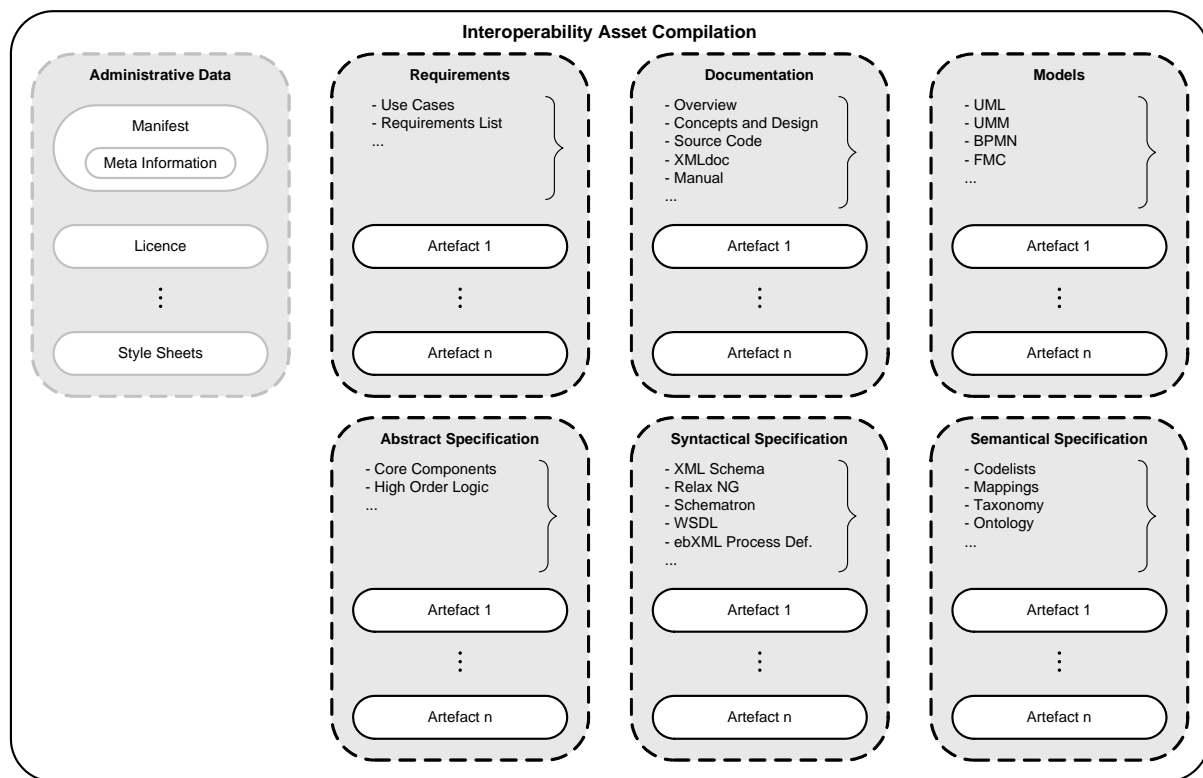 Interoperability Asset Compilation
Administrative Data
Manifest
Meta Information
Licence
⋮
Style Sheets
Requirements
- Use Cases
- Requirements List
...
Artefact 1
⋮
Artefact n
Documentation
- Overview
- Concepts and Design
- Source Code
- XMLdoc
- Manual
...
Artefact 1
⋮
Artefact n
Models
- UML
- UMM
- BPMN
- FMC
...
Artefact 1
⋮
Artefact n
Abstract Specification
- Core Components
- High Order Logic
...
Artefact 1
⋮
Artefact n
Syntactical Specification
- XML Schema
- Relax NG
- Schematron
- WSDL
- ebXML Process Def.
...
Artefact 1
⋮
Artefact n
Semantical Specification
- Codelists
- Mappings
- Taxonomy
- Ontology
...
Artefact 1
⋮
Artefact n